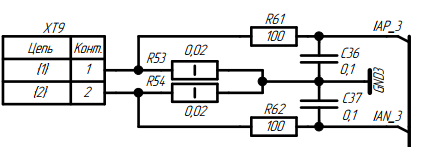 XT9
Цепь Конт.
{1} 1
{2} 2
R53 0,02
R54 0,02
R61 100
R62 100
C36 0,1
C37 0,1
IAP_3
GND3
IAN_3